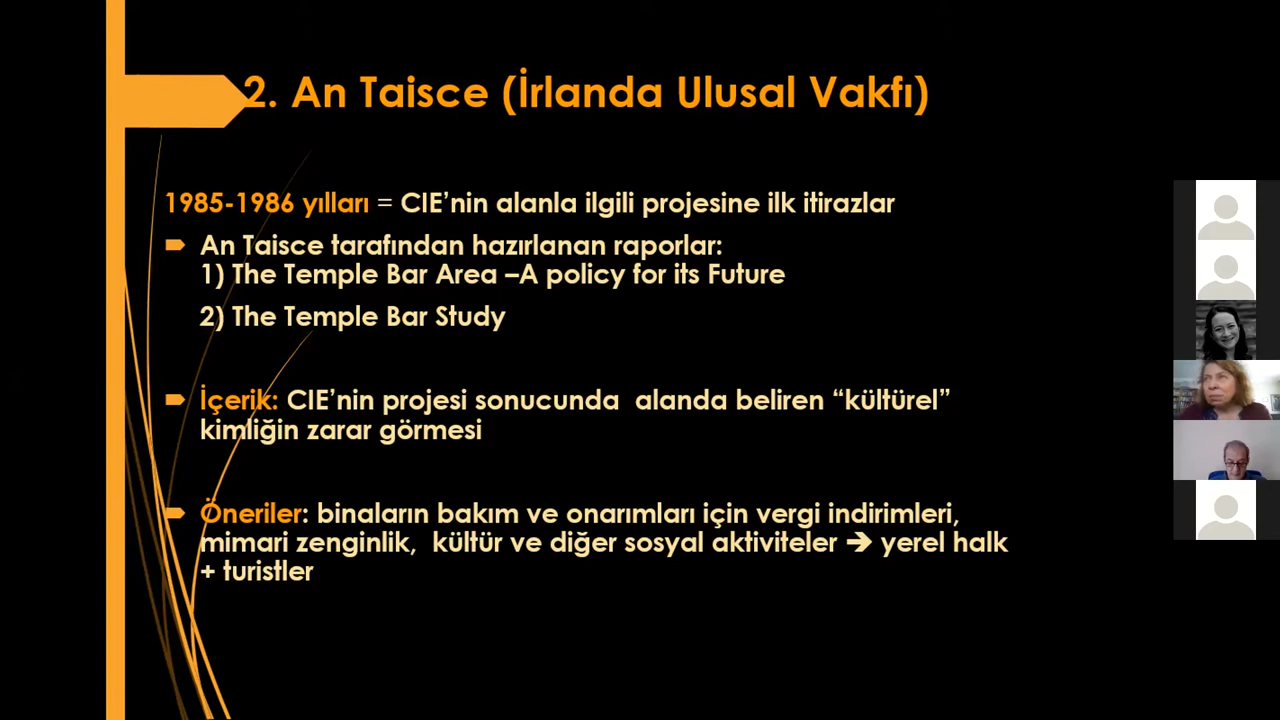 2. An Taisce (İrlanda Ulusal Vakfı)
1985-1986 yılları = CIE’nin alanla ilgili projesine ilk itirazlar
An Taisce tarafından hazırlanan raporlar:
1) The Temple Bar Area –A policy for its Future
2) The Temple Bar Study
İçerik: CIE’nin projesi sonucunda alanda beliren “kültürel”
kimliğin zarar görmesi
Öneriler: binaların bakım ve onarımları için vergi indirimleri,
mimari zenginlik, kültür ve diğer sosyal aktiviteler ➔ yerel halk
+ turistler